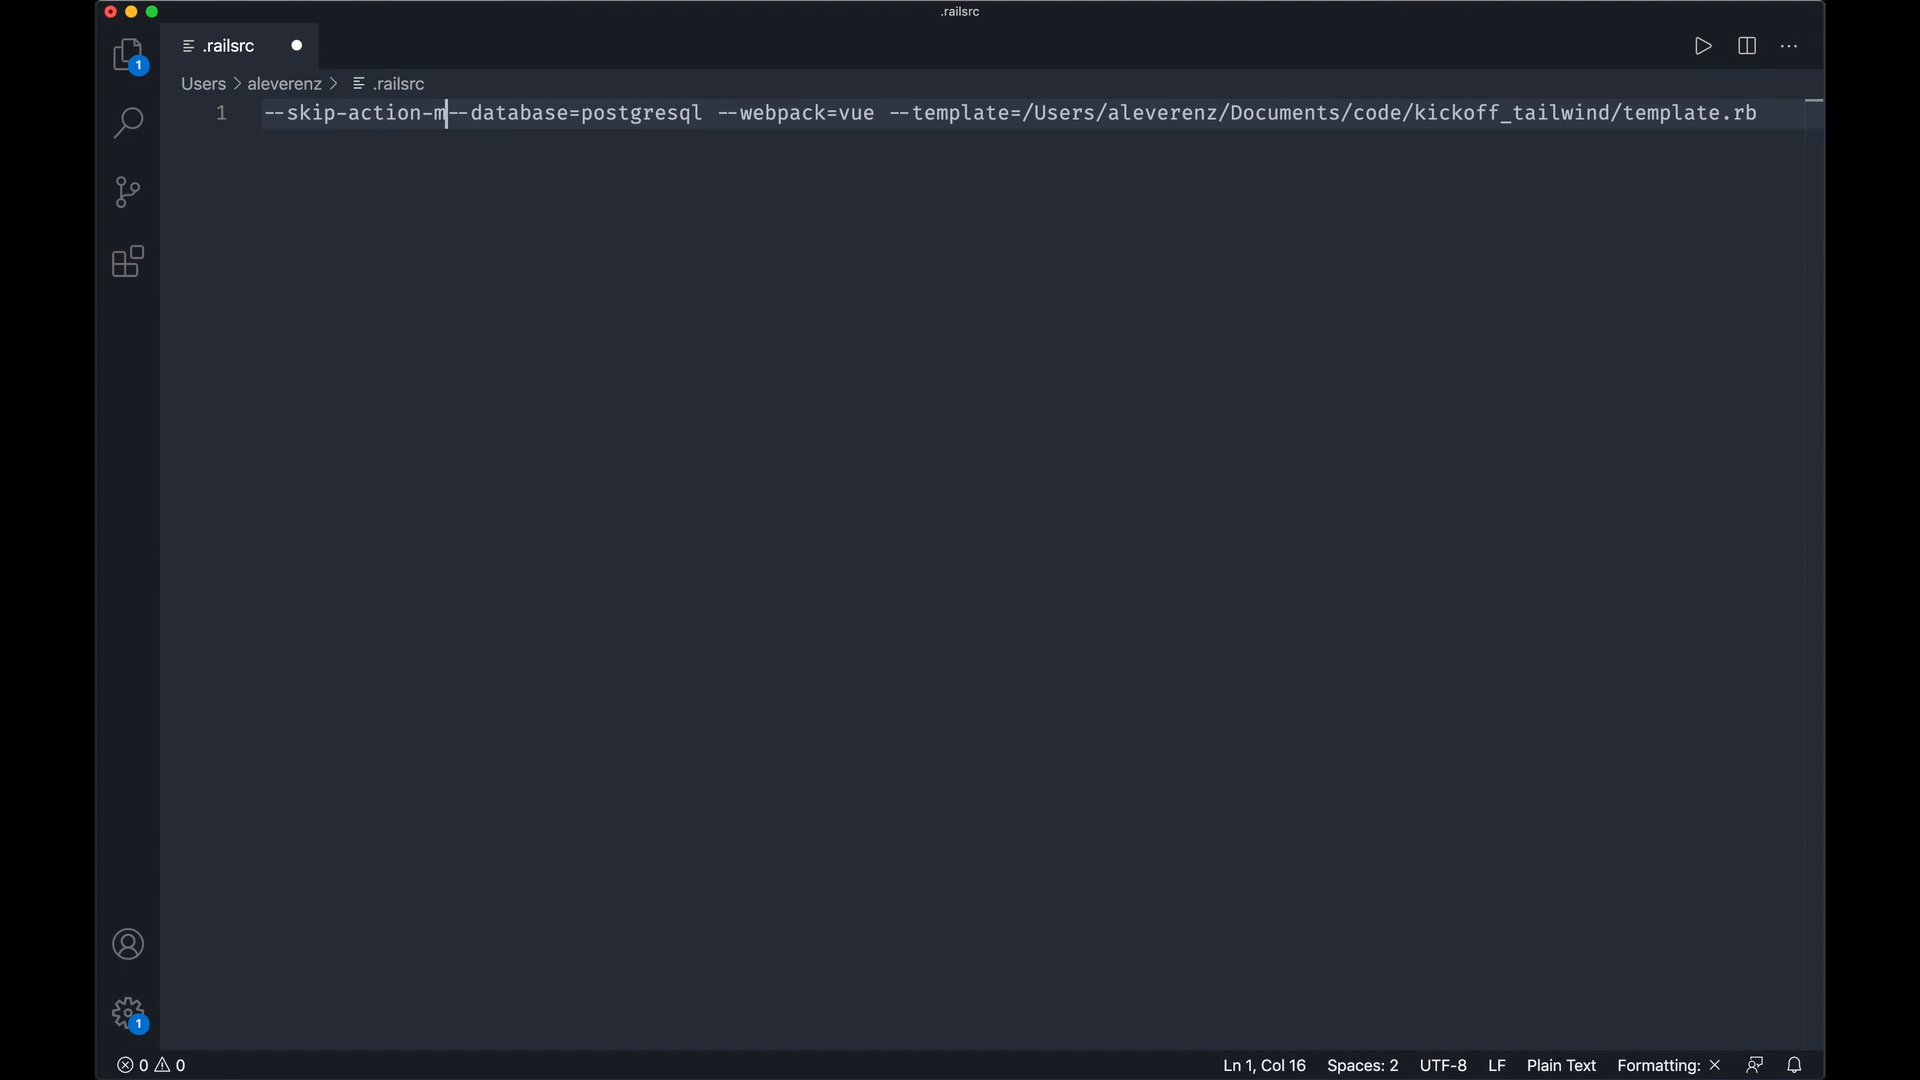 .railsrc
.railsrc
1
Users > aleverenz > .railsrc
1 --skip-action-m--database=postgresql --webpack=vue --template=/Users/aleverenz/Documents/code/kickoff_tailwind/template.rb
1
0 0 Ln 1, Col 16 Spaces: 2 UTF-8 LF Plain Text Formatting: ×